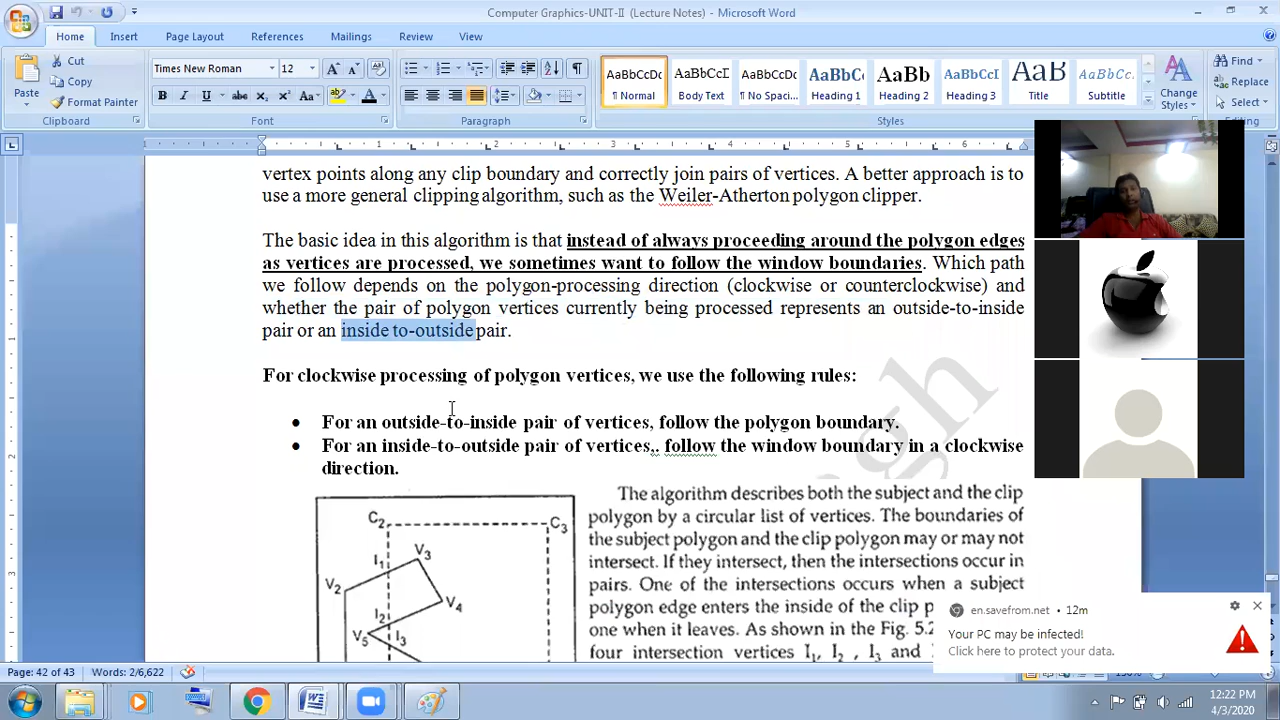 Computer Graphics-UNIT-II (Lecture Notes) - Microsoft Word
Home Insert Page Layout References Mailings Review View
Paste
Cut
Copy
Format Painter
Clipboard
Times New Roman 12
Font
Paragraph
AaBbCcDc AaBbCcI AaBbCcDc AaBbCc AaBb AaBbCcI AaBb AaBbCc
¶ Normal Body Text ¶ No Spaci... Heading 1 Heading 2 Heading 3 Title Subtitle
Styles
Change
Styles
Find
Replace
Select
Editing
vertex points along any clip boundary and correctly join pairs of vertices. A better approach is to
use a more general clipping algorithm, such as the Weiler-Atherton polygon clipper.
The basic idea in this algorithm is that instead of always proceeding around the polygon edges
as vertices are processed, we sometimes want to follow the window boundaries. Which path
we follow depends on the polygon-processing direction (clockwise or counterclockwise) and
whether the pair of polygon vertices currently being processed represents an outside-to-inside
pair or an inside to-outside pair.
For clockwise processing of polygon vertices, we use the following rules:
• For an outside-to-inside pair of vertices, follow the polygon boundary.
• For an inside-to-outside pair of vertices,. follow the window boundary in a clockwise
direction.
C2 C3
I1 V3
V2
V4
I2
V5 I3
The algorithm describes both the subject and the clip
polygon by a circular list of vertices. The boundaries of
the subject polygon and the clip polygon may or may not
intersect. If they intersect, then the intersections occur in
pairs. One of the intersections occurs when a subject
polygon edge enters the inside of the clip p
one when it leaves. As shown in the Fig. 5.2
four intersection vertices I1, I2 , I3 and
en.savefrom.net • 12m
Your PC may be infected!
Click here to protect your data.
Page: 42 of 43 Words: 2/6,622
130%
12:22 PM
4/3/2020